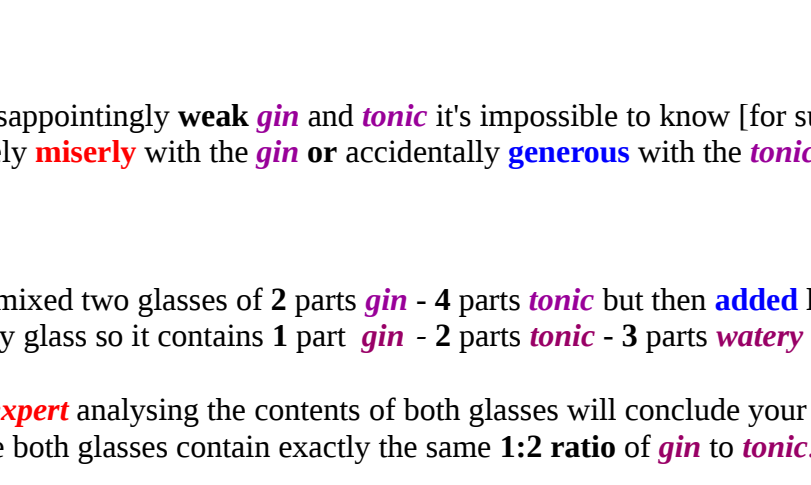 sappointingly weak gin and tonic it's impossible to know [for su
ely miserly with the gin or accidentally generous with the tonic
mixed two glasses of 2 parts gin - 4 parts tonic but then added l
y glass so it contains 1 part gin - 2 parts tonic - 3 parts watery
expert analysing the contents of both glasses will conclude your
e both glasses contain exactly the same 1:2 ratio of gin to tonic.